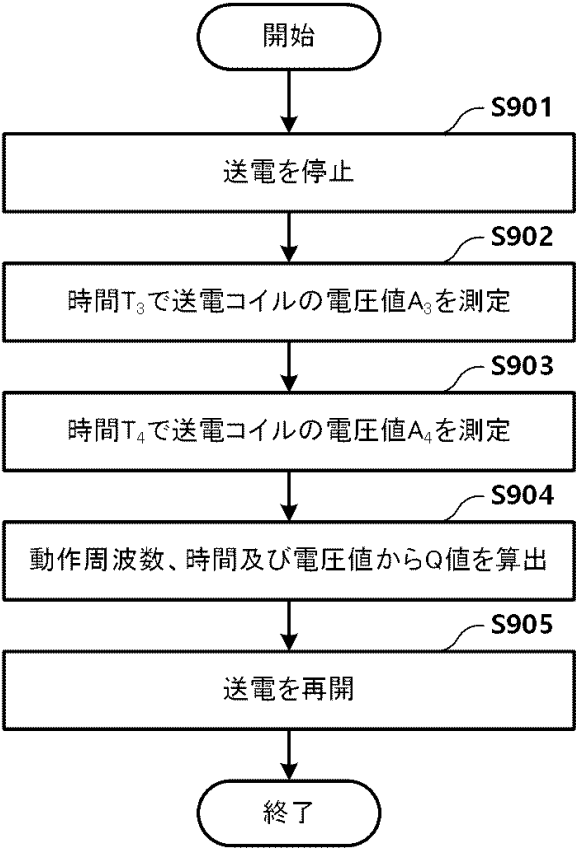 開始
S901
送電を停止
S902
時間T₃で送電コイルの電圧値A₃を測定
S903
時間T₄で送電コイルの電圧値A₄を測定
S904
動作周波数、時間及び電圧値からQ値を算出
S905
送電を再開
終了